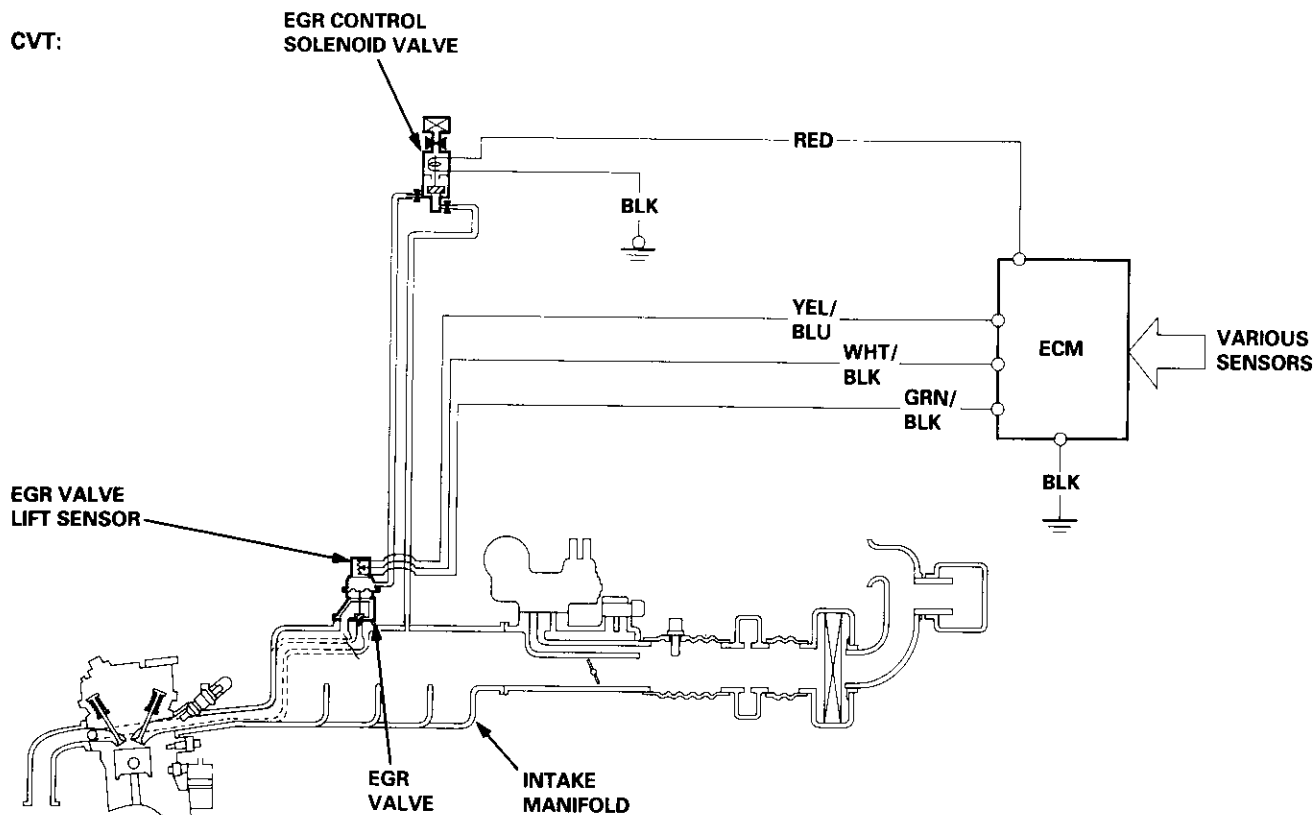 CVT:
EGR CONTROL
SOLENOID VALVE
RED
BLK
YEL/
BLU
WHT/
BLK
GRN/
BLK
ECM
VARIOUS
SENSORS
BLK
EGR VALVE
LIFT SENSOR
EGR
VALVE
INTAKE
MANIFOLD